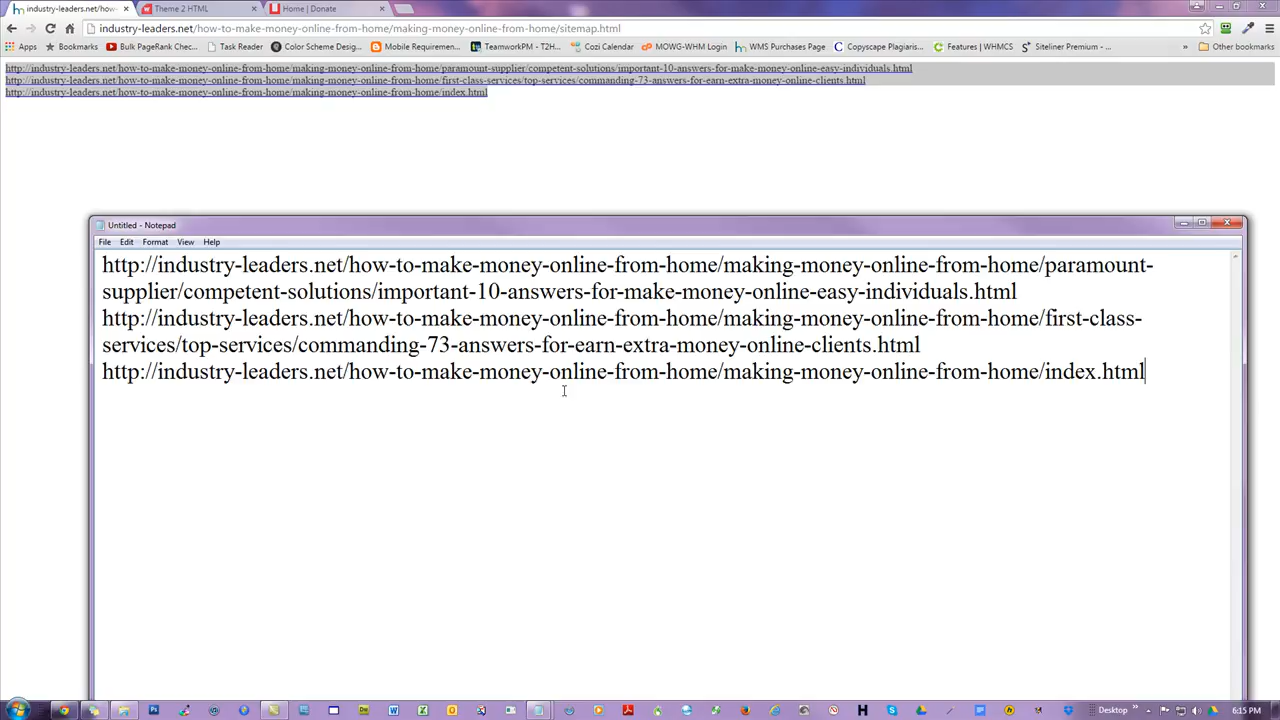 industry-leaders.net/how-
Theme 2 HTML
Home | Donate
industry-leaders.net/how-to-make-money-online-from-home/making-money-online-from-home/sitemap.html
Apps Bookmarks Bulk PageRank Chec... Task Reader Color Scheme Design... Mobile Requiremen... TeamworkPM - T2H... Cozi Calendar MOWG-WHM Login WMS Purchases Page Copyscape Plagiaris... Features | WHMCS Siteliner Premium - ... » Other bookmarks
http://industry-leaders.net/how-to-make-money-online-from-home/making-money-online-from-home/paramount-supplier/competent-solutions/important-10-answers-for-make-money-online-easy-individuals.html
http://industry-leaders.net/how-to-make-money-online-from-home/making-money-online-from-home/first-class-services/top-services/commanding-73-answers-for-earn-extra-money-online-clients.html
http://industry-leaders.net/how-to-make-money-online-from-home/making-money-online-from-home/index.html
Untitled - Notepad
File Edit Format View Help
http://industry-leaders.net/how-to-make-money-online-from-home/making-money-online-from-home/paramount-
supplier/competent-solutions/important-10-answers-for-make-money-online-easy-individuals.html
http://industry-leaders.net/how-to-make-money-online-from-home/making-money-online-from-home/first-class-
services/top-services/commanding-73-answers-for-earn-extra-money-online-clients.html
http://industry-leaders.net/how-to-make-money-online-from-home/making-money-online-from-home/index.html
Desktop » 6:15 PM